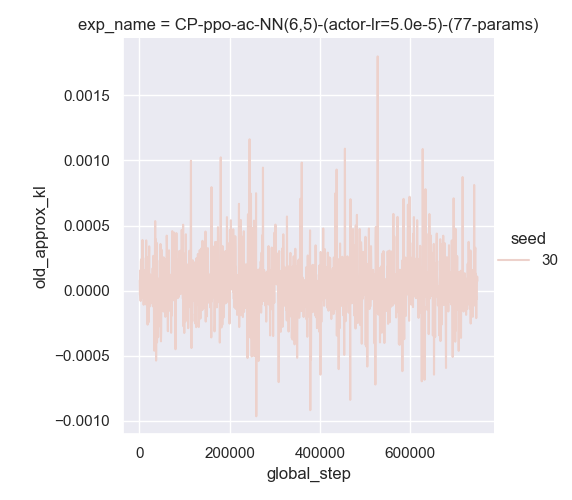 exp_name = CP-ppo-ac-NN(6,5)-(actor-lr=5.0e-5)-(77-params)
0.0015
0.0010
0.0005
0.0000
−0.0005
−0.0010
old_approx_kl
0
200000
400000
600000
global_step
seed
30